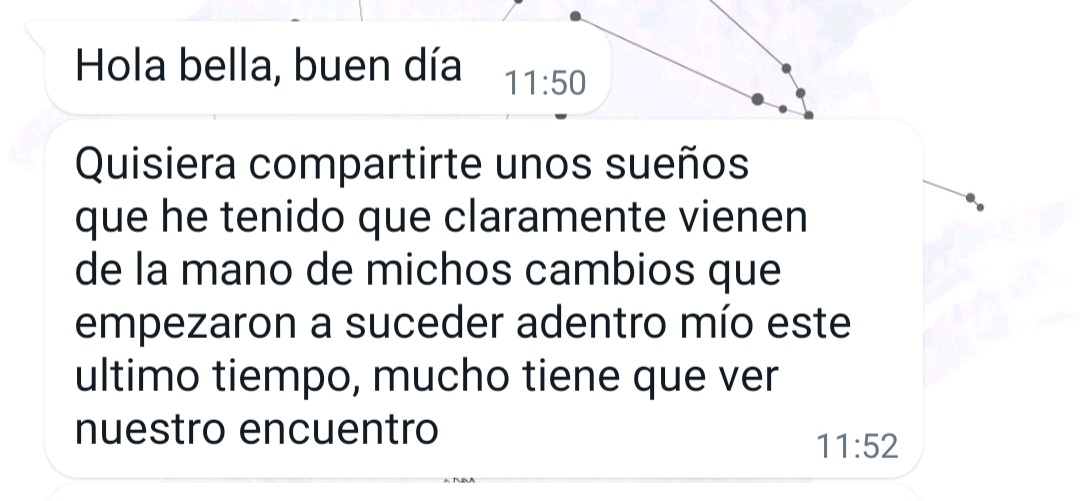 Hola bella, buen día 11:50
Quisiera compartirte unos sueños
que he tenido que claramente vienen
de la mano de michos cambios que
empezaron a suceder adentro mío este
ultimo tiempo, mucho tiene que ver
nuestro encuentro
11:52